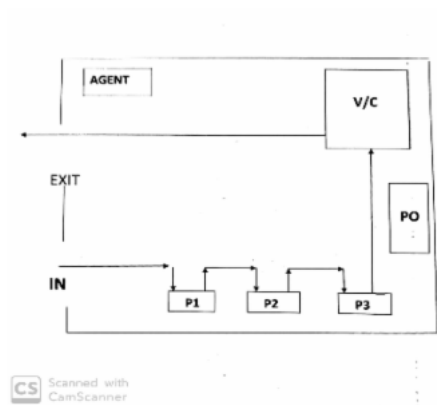 AGENT
V/C
EXIT
PO
IN
P1
P2
P3
CS Scanned with
CamScanner